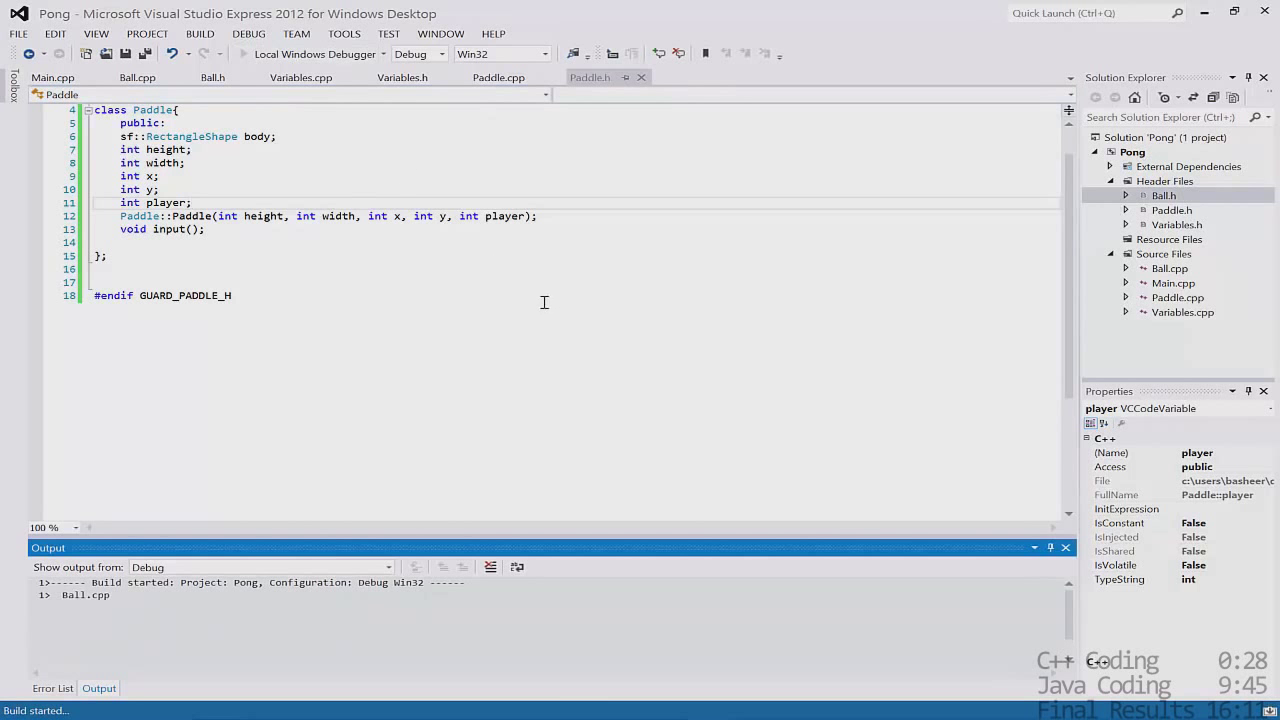 Pong - Microsoft Visual Studio Express 2012 for Windows Desktop
Quick Launch (Ctrl+Q)
FILE EDIT VIEW PROJECT BUILD DEBUG TEAM TOOLS TEST WINDOW HELP
Local Windows Debugger Debug Win32
Toolbox
Main.cpp Ball.cpp Ball.h Variables.cpp Variables.h Paddle.cpp Paddle.h
Paddle
4 class Paddle{
5 public:
6 sf::RectangleShape body;
7 int height;
8 int width;
9 int x;
10 int y;
11 int player;
12 Paddle::Paddle(int height, int width, int x, int y, int player);
13 void input();
14
15 };
16
17
18 #endif GUARD_PADDLE_H
100 %
Output
Show output from: Debug
1>------ Build started: Project: Pong, Configuration: Debug Win32 ------
1> Ball.cpp
Error List Output
Build started...
Solution Explorer
Search Solution Explorer (Ctrl+;)
Solution 'Pong' (1 project)
Pong
External Dependencies
Header Files
Ball.h
Paddle.h
Variables.h
Resource Files
Source Files
Ball.cpp
Main.cpp
Paddle.cpp
Variables.cpp
Properties
player VCCodeVariable
C++
(Name) player
Access public
File c:\users\basheer\
FullName Paddle::player
InitExpression
IsConstant False
IsInjected False
IsShared False
IsVolatile False
TypeString int
C++
C++ Coding 0:28
Java Coding 9:45
Final Results 16:11